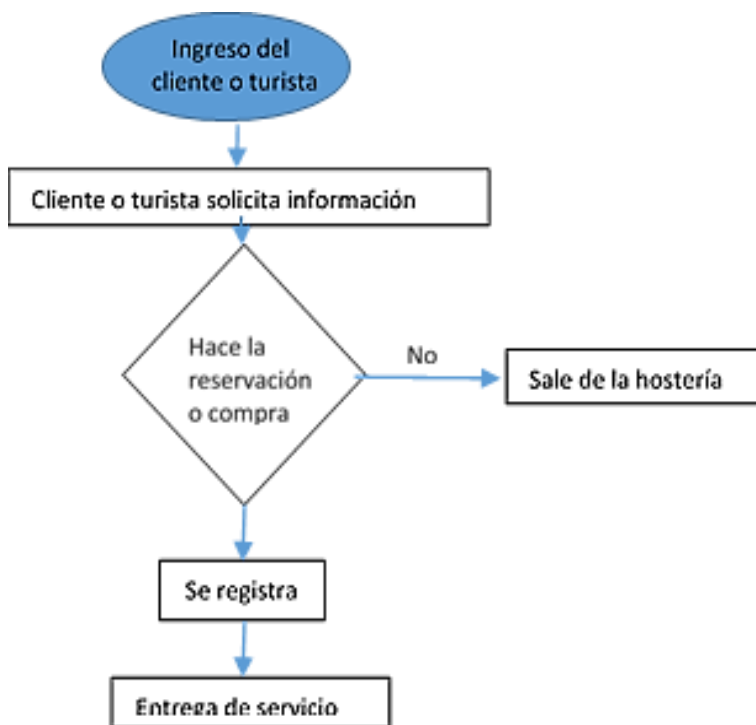 Ingreso del
cliente o turista
Cliente o turista solicita información
Hace la
reservación
o compra
No
Sale de la hostería
Se registra
Entrega de servicio